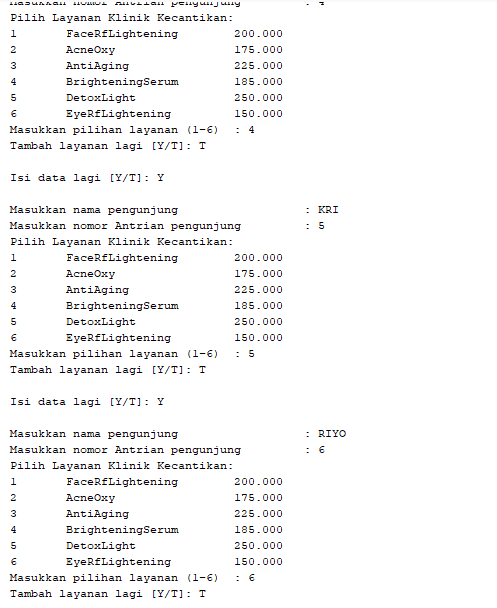 Masukkan nomor Antrian pengunjung : 4
Pilih Layanan Klinik Kecantikan:
1 FaceRfLightening 200.000
2 AcneOxy 175.000
3 AntiAging 225.000
4 BrighteningSerum 185.000
5 DetoxLight 250.000
6 EyeRfLightening 150.000
Masukkan pilihan layanan (1-6) : 4
Tambah layanan lagi [Y/T]: T
Isi data lagi [Y/T]: Y
Masukkan nama pengunjung : KRI
Masukkan nomor Antrian pengunjung : 5
Pilih Layanan Klinik Kecantikan:
1 FaceRfLightening 200.000
2 AcneOxy 175.000
3 AntiAging 225.000
4 BrighteningSerum 185.000
5 DetoxLight 250.000
6 EyeRfLightening 150.000
Masukkan pilihan layanan (1-6) : 5
Tambah layanan lagi [Y/T]: T
Isi data lagi [Y/T]: Y
Masukkan nama pengunjung : RIYO
Masukkan nomor Antrian pengunjung : 6
Pilih Layanan Klinik Kecantikan:
1 FaceRfLightening 200.000
2 AcneOxy 175.000
3 AntiAging 225.000
4 BrighteningSerum 185.000
5 DetoxLight 250.000
6 EyeRfLightening 150.000
Masukkan pilihan layanan (1-6) : 6
Tambah layanan lagi [Y/T]: T